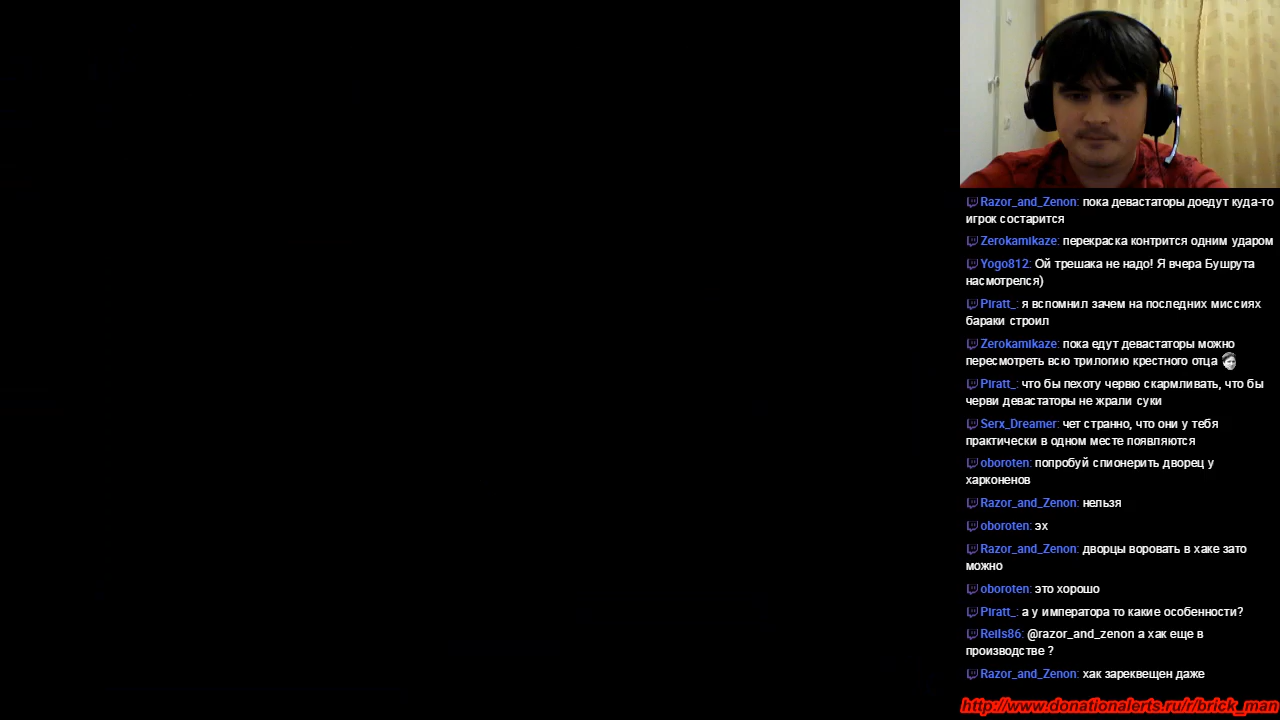 Razor_and_Zenon: пока девастаторы доедут куда-то
игрок состарится
Zerokamikaze: перекраска контрится одним ударом
Yogo812: Ой трешака не надо! Я вчера Бушрута
насмотрелся)
Piratt_: я вспомнил зачем на последних миссиях
бараки строил
Zerokamikaze: пока едут девастаторы можно
пересмотреть всю трилогию крестного отца
Piratt_: что бы пехоту червю скармливать, что бы
черви девастаторы не жрали суки
Serx_Dreamer: чет странно, что они у тебя
практически в одном месте появляются
oboroten: попробуй спионерить дворец у
харконенов
Razor_and_Zenon: нельзя
oboroten: эх
Razor_and_Zenon: дворцы воровать в хаке зато
можно
oboroten: это хорошо
Piratt_: а у императора то какие особенности?
Reils86: @razor_and_zenon а хак еще в
производстве ?
Razor_and_Zenon: хак зареквещен даже
http://www.donationalerts.ru/r/brick_man